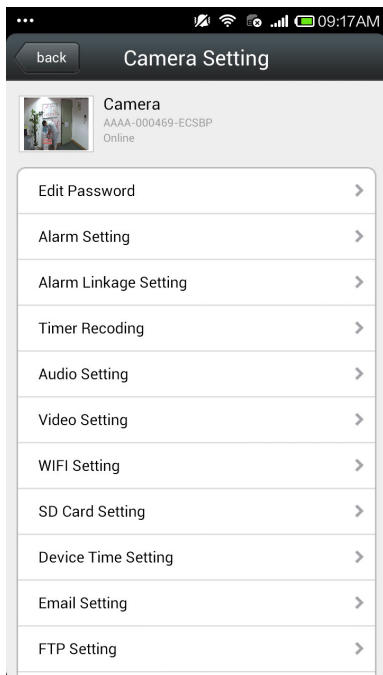 09:17AM
back
Camera Setting
Camera
AAAA-000469-ECSBP
Online
Edit Password
Alarm Setting
Alarm Linkage Setting
Timer Recoding
Audio Setting
Video Setting
WIFI Setting
SD Card Setting
Device Time Setting
Email Setting
FTP Setting